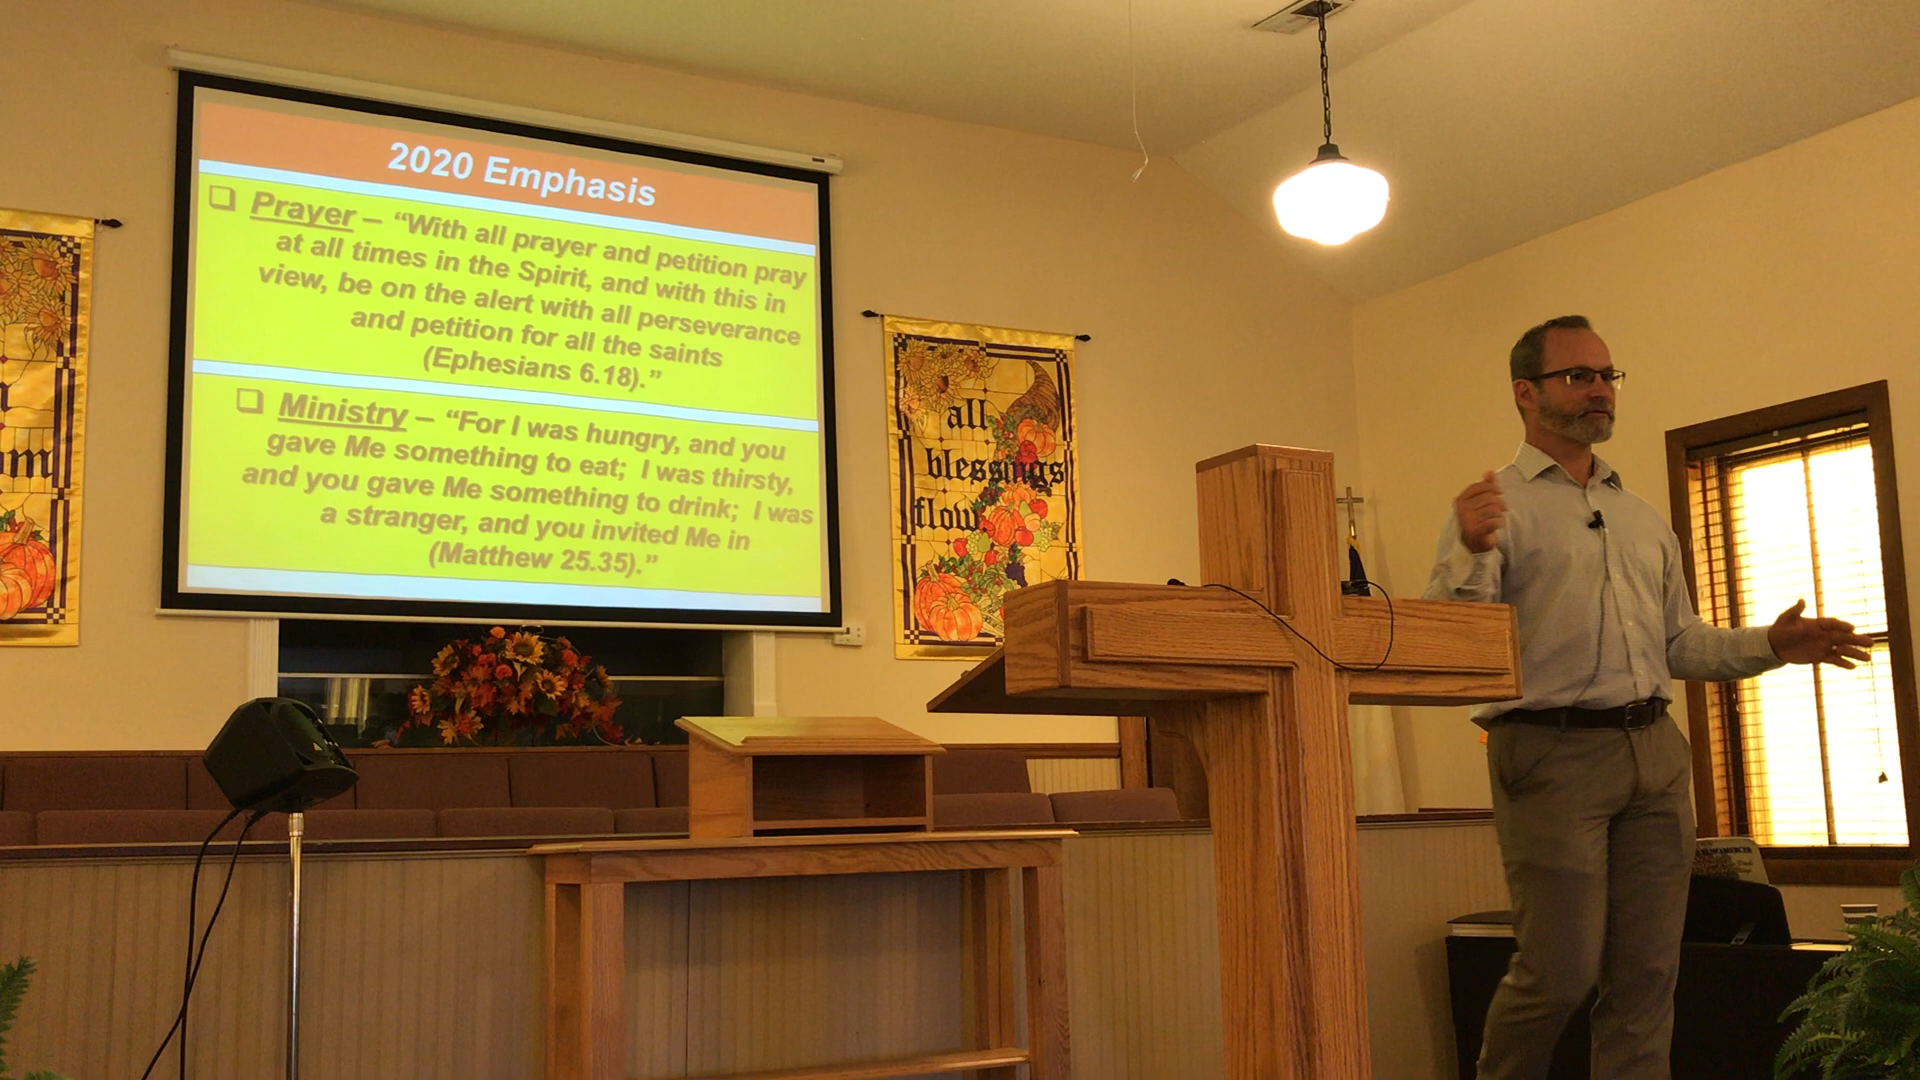 2020 Emphasis
❑ Prayer – “With all prayer and petition pray
at all times in the Spirit, and with this in
view, be on the alert with all perseverance
and petition for all the saints
(Ephesians 6.18).”
❑ Ministry – “For I was hungry, and you
gave Me something to eat;  I was thirsty,
and you gave Me something to drink;  I was
a stranger, and you invited Me in
(Matthew 25.35).”
all
blessings
flow.